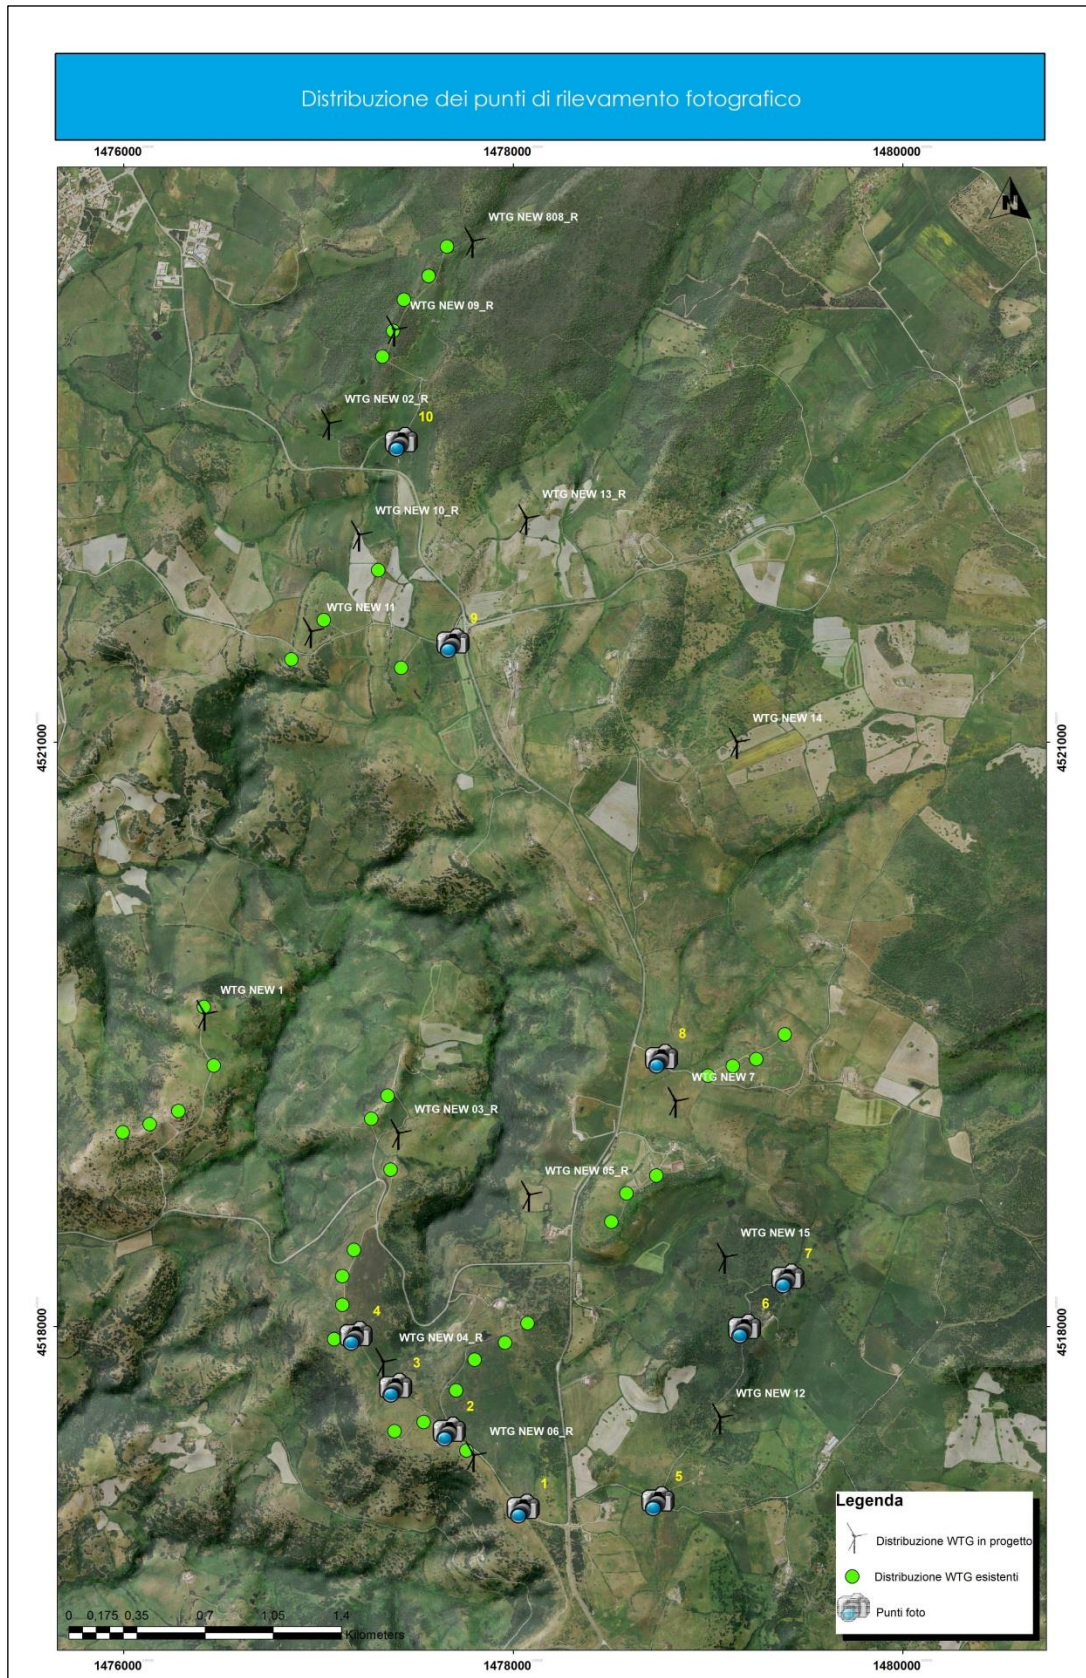 Distribuzione dei punti di rilevamento fotografico
1476000 1478000 1480000
N
WTG NEW 808_R
WTG NEW 09_R
WTG NEW 02_R
10
WTG NEW 13_R
WTG NEW 10_R
WTG NEW 11
9
WTG NEW 14
4521000 4521000
WTG NEW 1
8
WTG NEW 7
WTG NEW 03_R
WTG NEW 05_R
WTG NEW 15
7
6
4
4518000 4518000
WTG NEW 04_R
3
WTG NEW 12
2
WTG NEW 06_R
5
1
Legenda
Distribuzione WTG in progetto
Distribuzione WTG esistenti
Punti foto
0 0,175 0,35 0,7 1,05 1,4
Kilometers
1476000 1478000 1480000